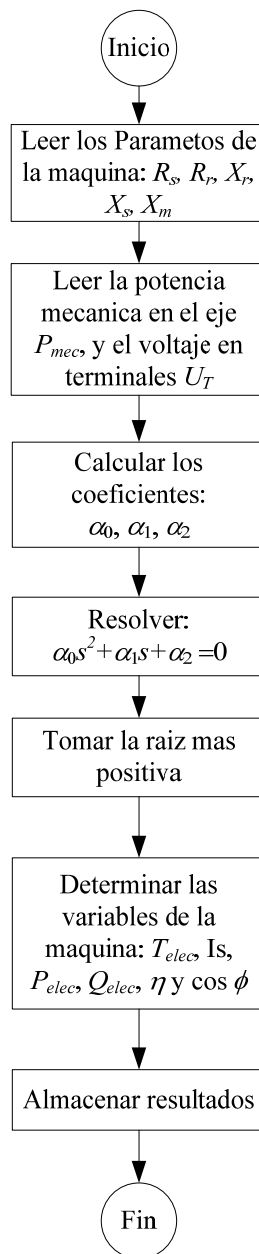 Inicio
Leer los Parametos de
la maquina: Rs, Rr, Xr,
Xs, Xm
Leer la potencia
mecanica en el eje
Pmec, y el voltaje en
terminales UT
Calcular los
coeficientes:
α0, α1, α2
Resolver:
α0s²+α1s+α2 =0
Tomar la raiz mas
positiva
Determinar las
variables de la
maquina: Telec, Is,
Pelec, Qelec, η y cos ϕ
Almacenar resultados
Fin